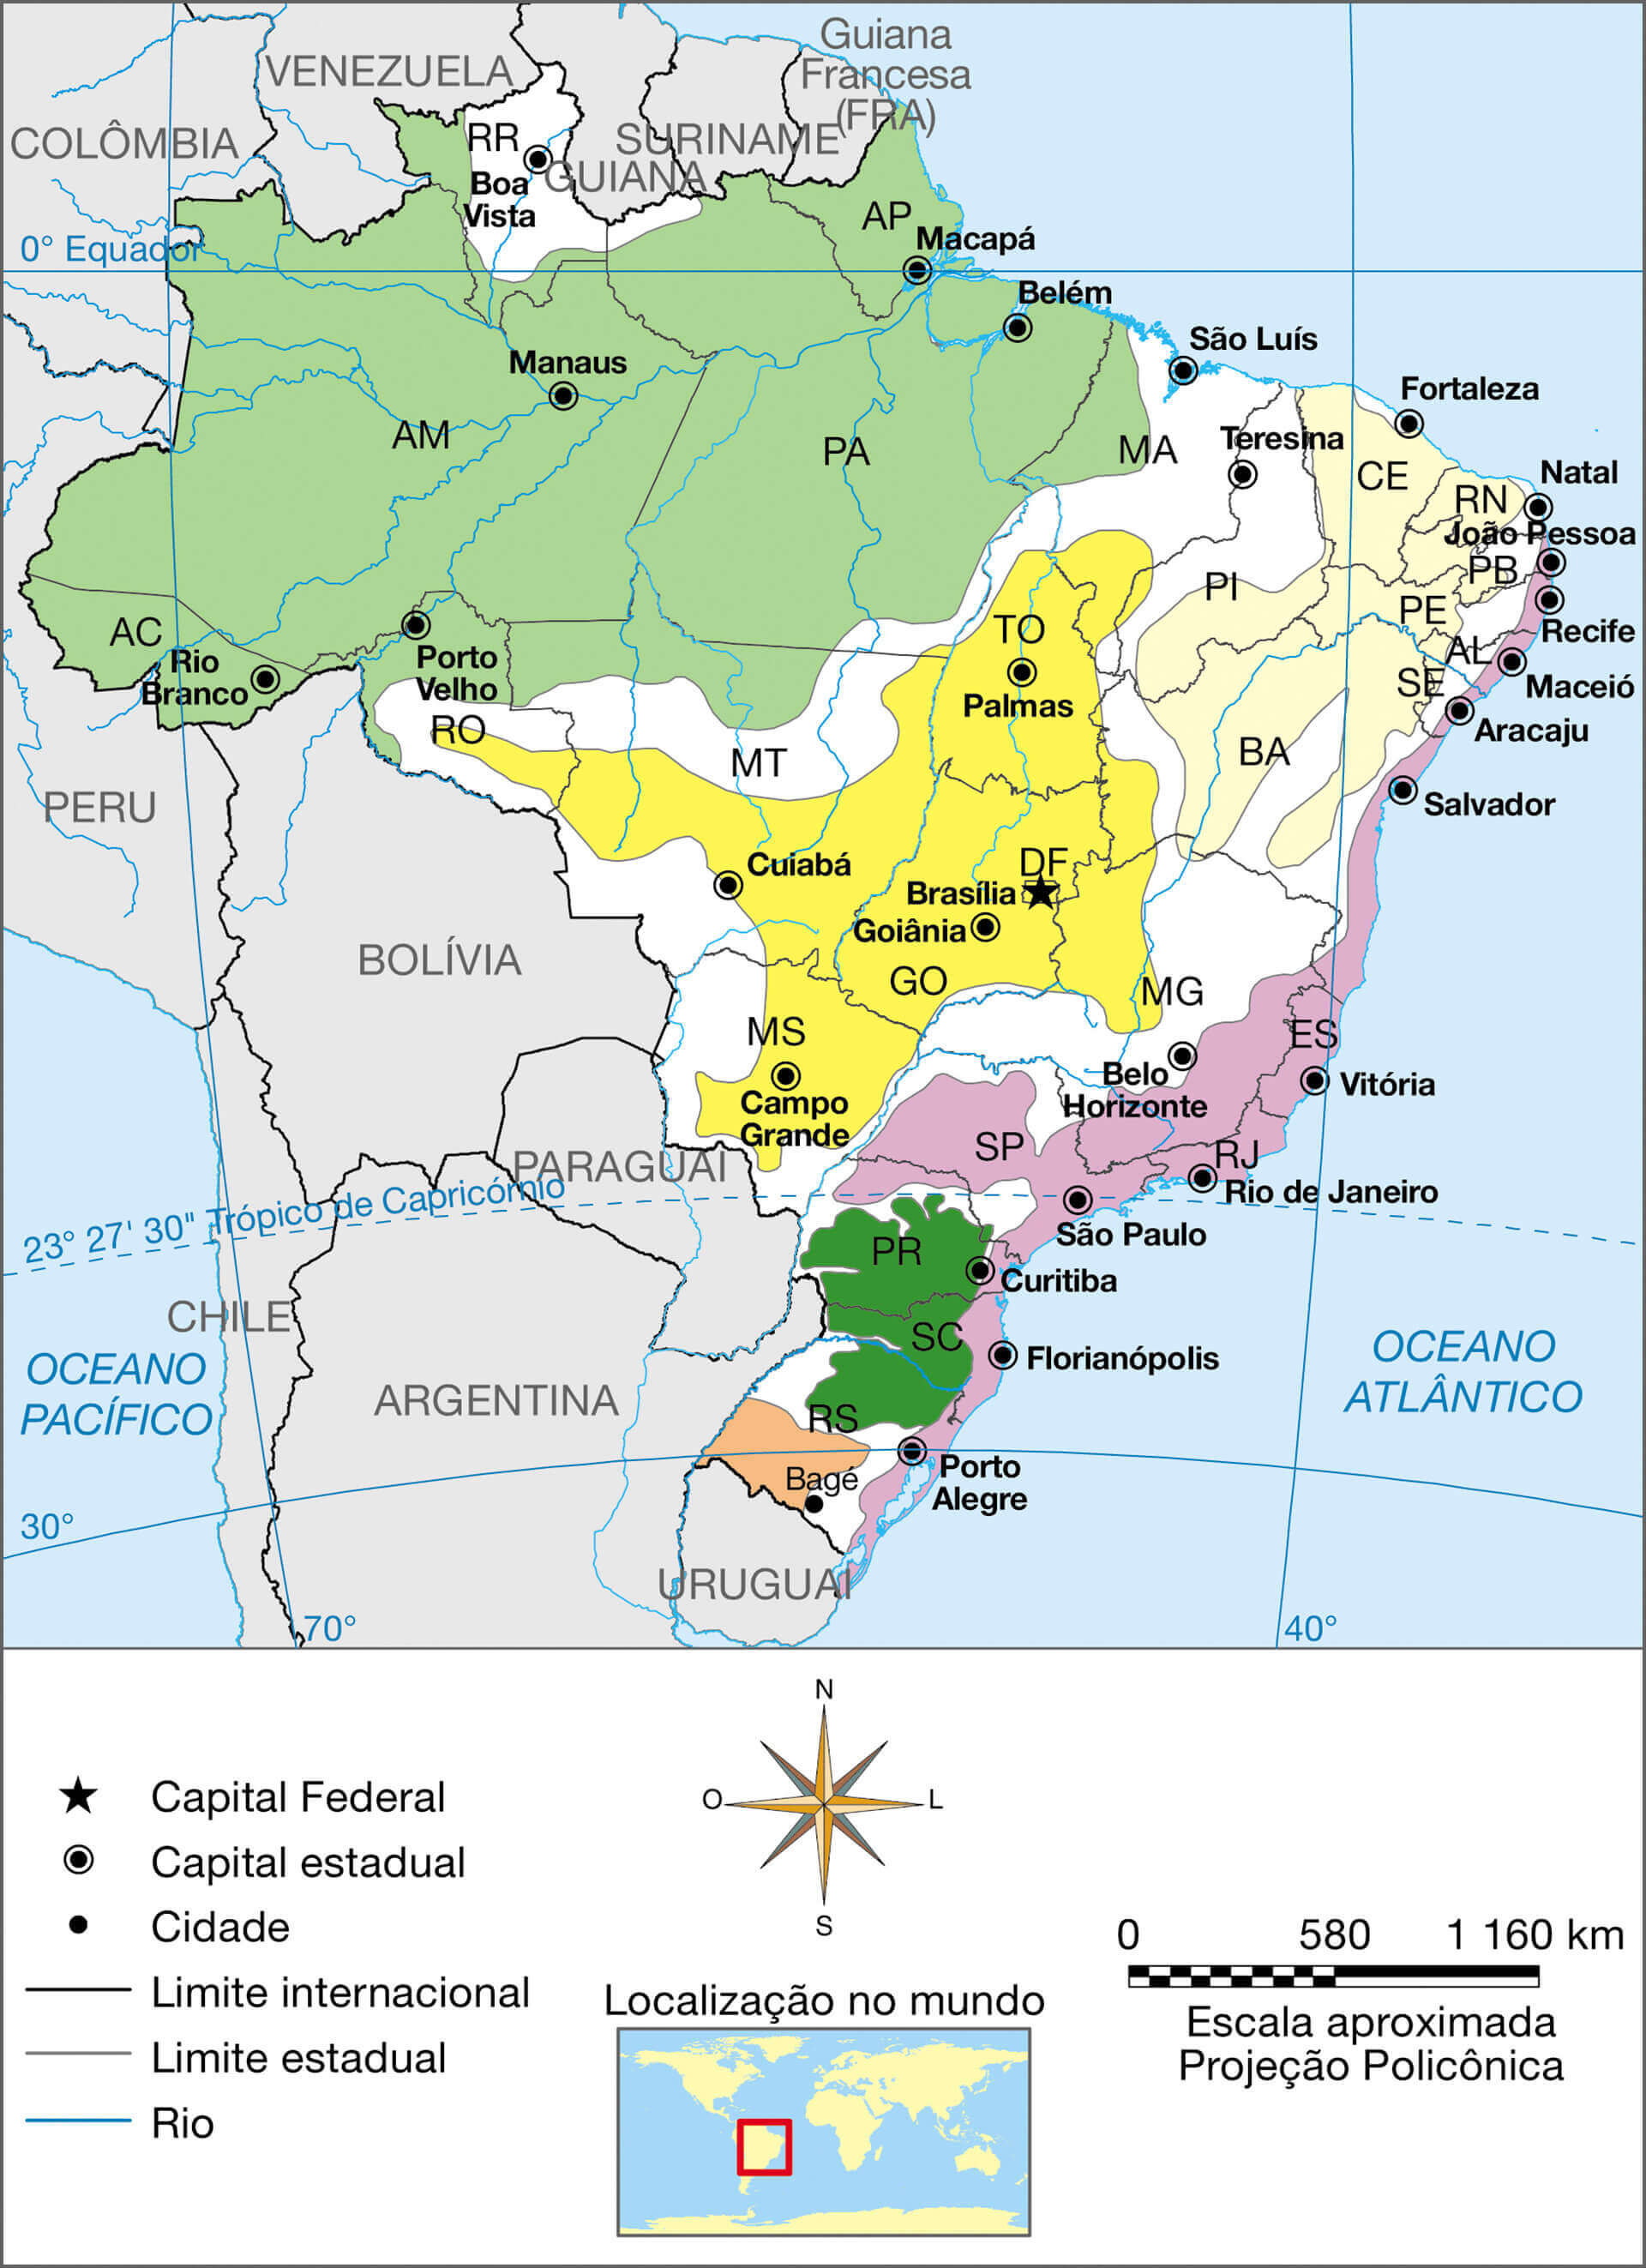 Guiana
Francesa
(FRA)
VENEZUELA
COLÔMBIA
SURINAME
GUIANA
RR
Boa
Vista
AP
Macapá
0° Equador
Belém
São Luís
Manaus
Fortaleza
AM
PA
MA
Teresina
CE
Natal
RN
João Pessoa
PB
PI
PE
AC
TO
Recife
Rio
Branco
Porto
Velho
AL
SE
Maceió
Palmas
Aracaju
RO
MT
BA
PERU
Salvador
Cuiabá
DF
Brasília
Goiânia
BOLÍVIA
GO
MG
MS
ES
Belo
Horizonte
Vitória
Campo
Grande
SP
RJ
PARAGUAI
Rio de Janeiro
23° 27' 30" Trópico de Capricórnio
São Paulo
PR
Curitiba
CHILE
SC
OCEANO
PACÍFICO
Florianópolis
OCEANO
ATLÂNTICO
ARGENTINA
RS
Bagé
Porto
Alegre
30°
URUGUAI
70°
40°
N
O
L
S
Capital Federal
Capital estadual
Cidade
Limite internacional
Limite estadual
Rio
Localização no mundo
0 580 1 160 km
Escala aproximada
Projeção Policônica